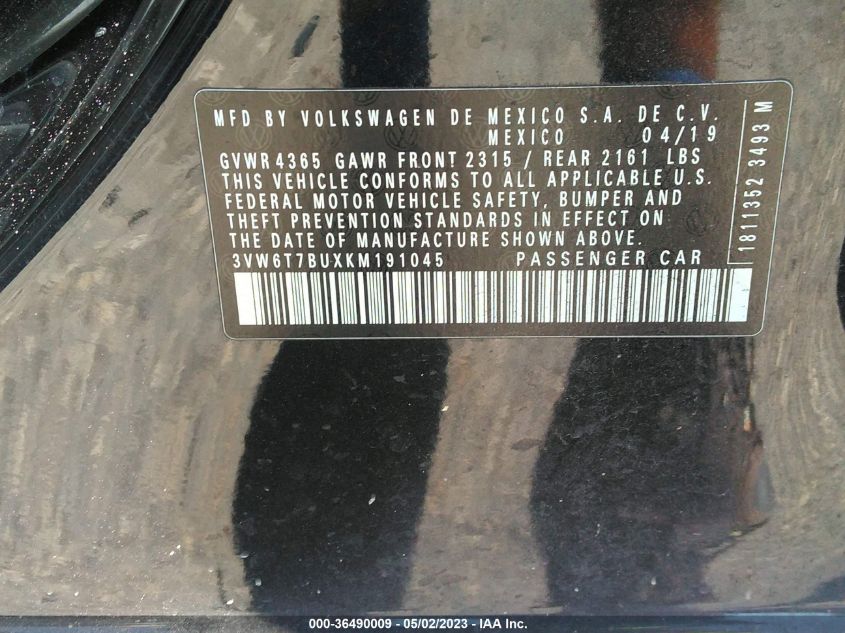 MFD BY VOLKSWAGEN DE MEXICO S.A. DE C.V.
MEXICO 04/19
GVWR 4365 GAWR FRONT 2315 / REAR 2161 LBS
THIS VEHICLE CONFORMS TO ALL APPLICABLE U.S.
FEDERAL MOTOR VEHICLE SAFETY, BUMPER AND
THEFT PREVENTION STANDARDS IN EFFECT ON
THE DATE OF MANUFACTURE SHOWN ABOVE.
3VW6T7BUXKM191045 PASSENGER CAR
1811352 3493 M
000-36490009 - 05/02/2023 - IAA Inc.